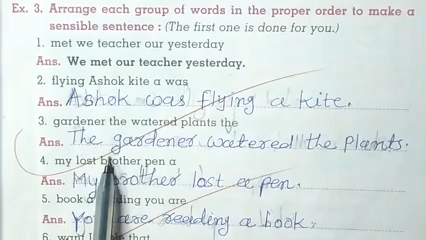 Ex. 3. Arrange each group of words in the proper order to make a
sensible sentence : (The first one is done for you.)
1. met we teacher our yesterday
Ans. We met our teacher yesterday.
2. flying Ashok kite a was
Ans. Ashok was flying a kite.
3. gardener the watered plants the
Ans. The gardener watered the plants.
4. my lost brother pen a
Ans. My brother lost a pen.
5. book a reading you are
Ans. You are reading a book.
6. want I that